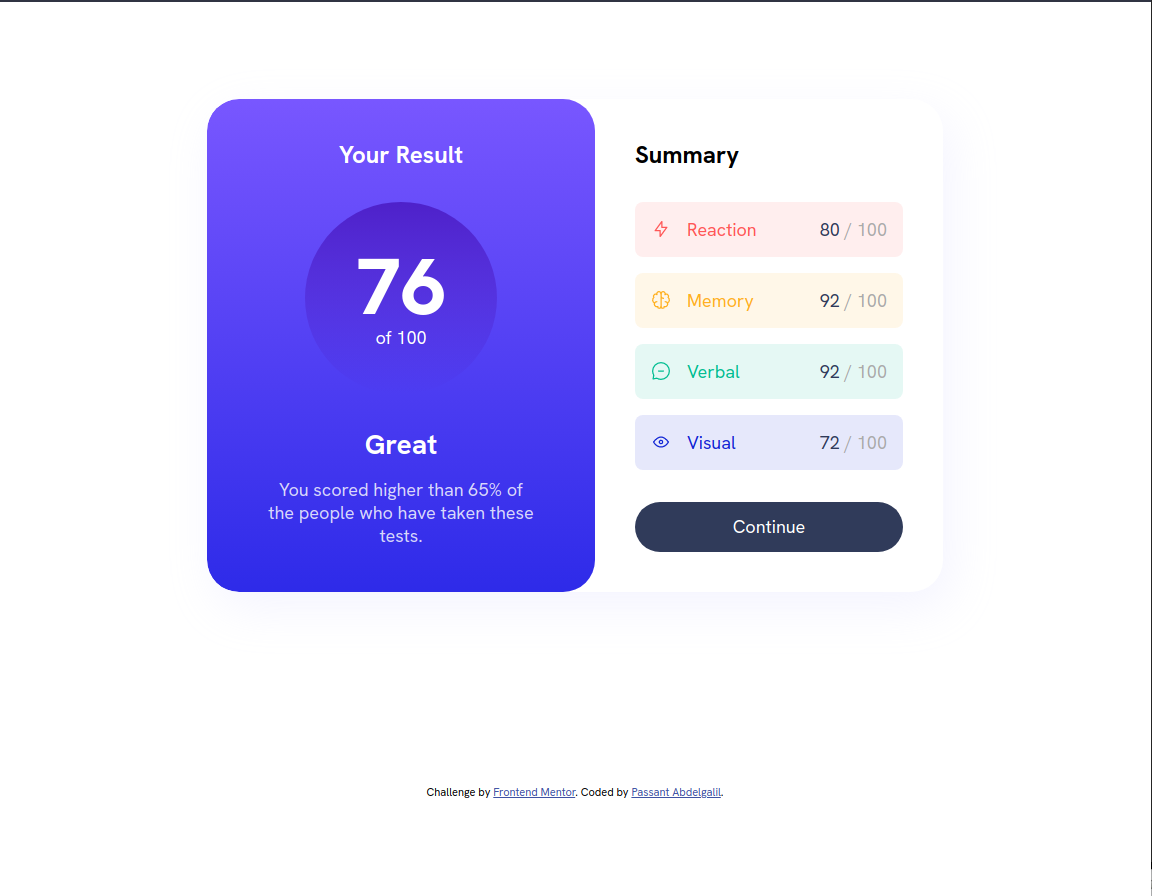 Your Result
76
of 100
Great
You scored higher than 65% of
the people who have taken these
tests.
Summary
Reaction 80 / 100
Memory 92 / 100
Verbal 92 / 100
Visual 72 / 100
Continue
Challenge by Frontend Mentor. Coded by Passant Abdelgalil.